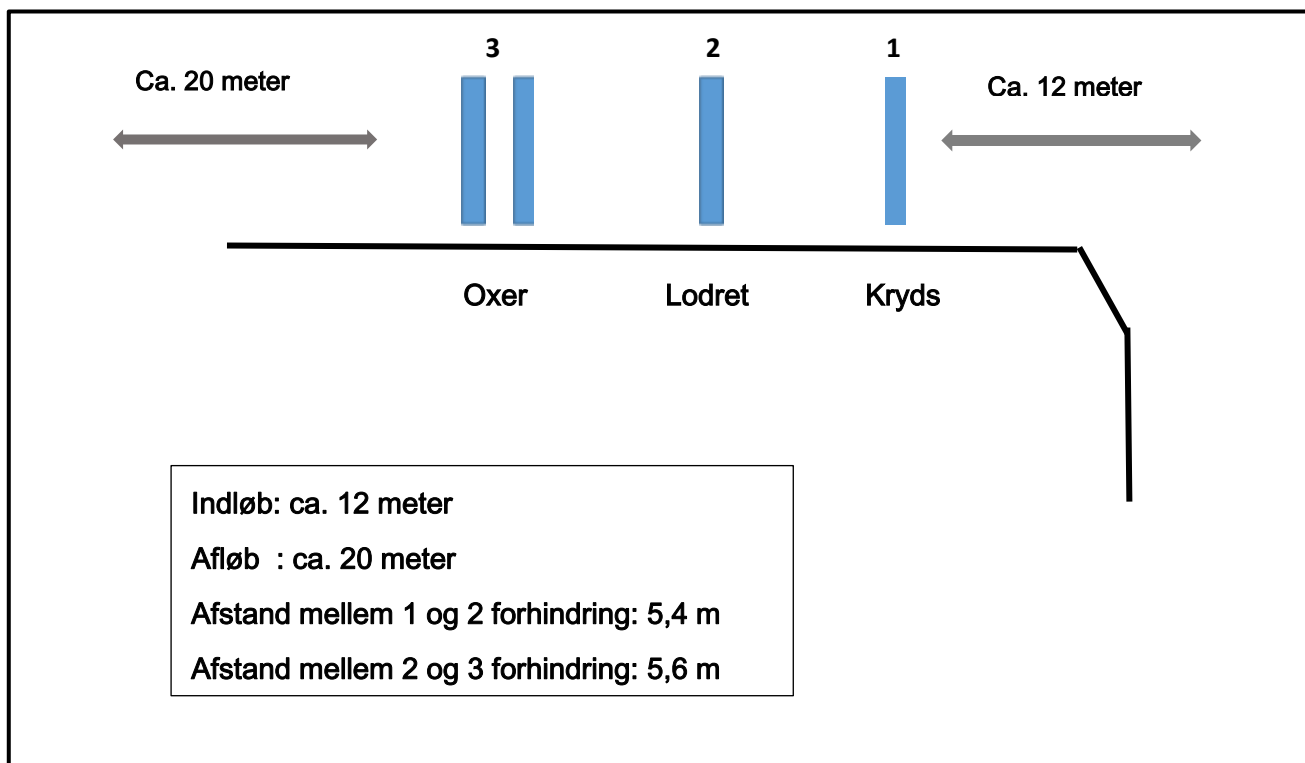 3 2 1
Ca. 20 meter
Ca. 12 meter
Oxer Lodret Kryds
Indløb: ca. 12 meter
Afløb : ca. 20 meter
Afstand mellem 1 og 2 forhindring: 5,4 m
Afstand mellem 2 og 3 forhindring: 5,6 m